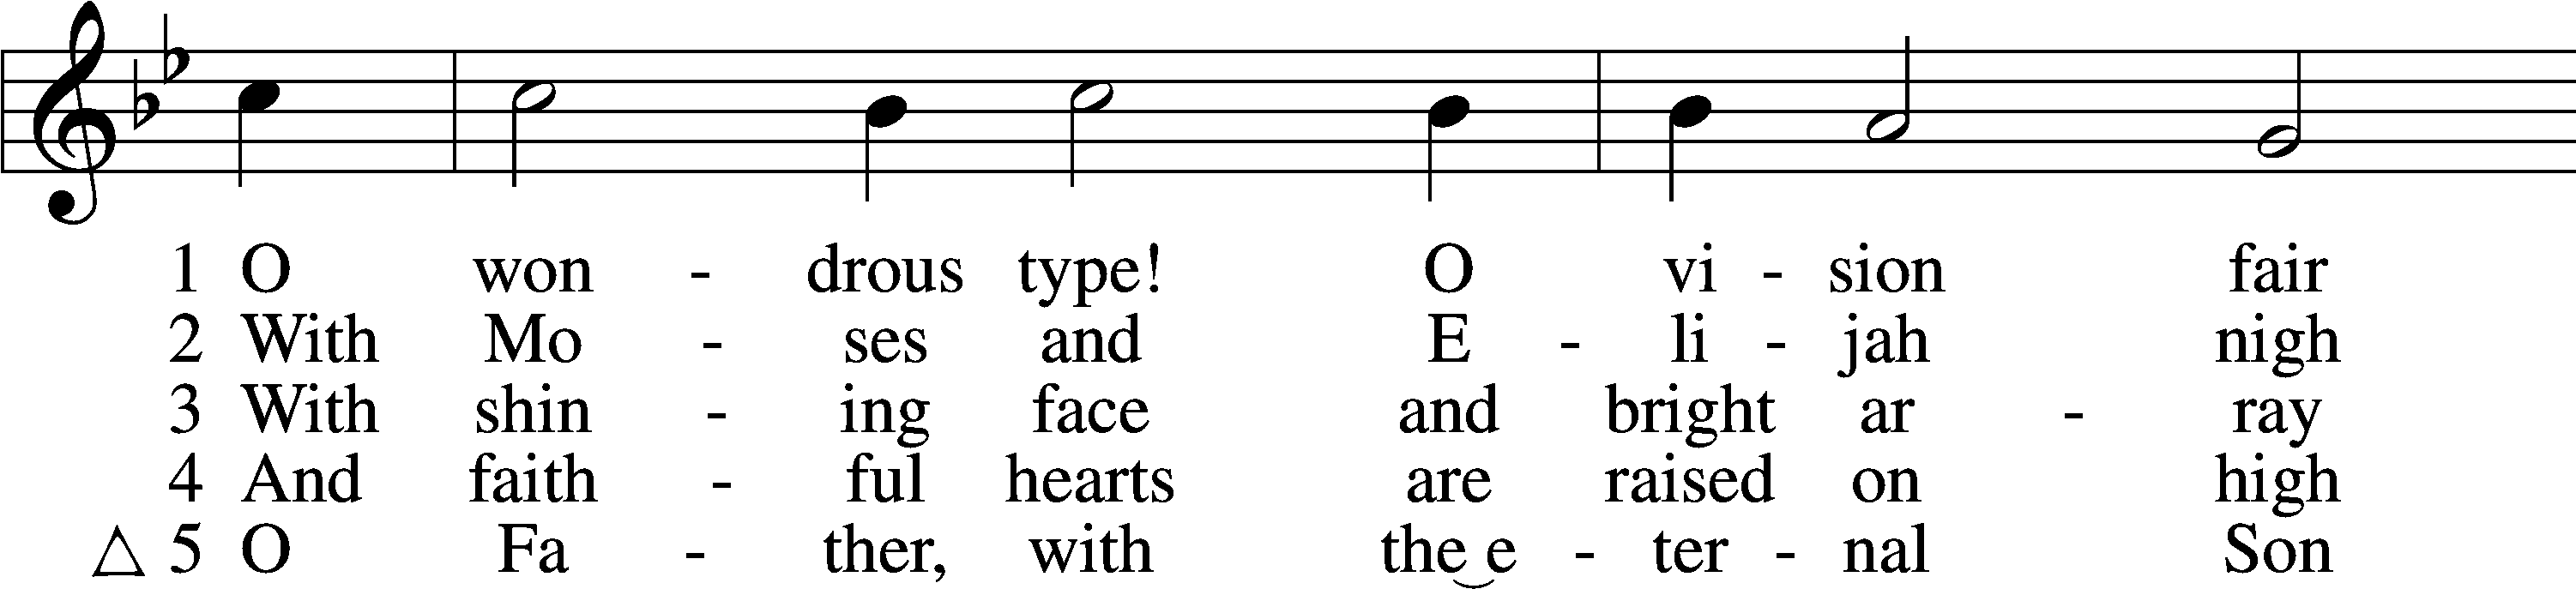 1 O won - drous type! O vi - sion fair
2 With Mo - ses and E - li - jah nigh
3 With shin - ing face and bright ar - ray
4 And faith - ful hearts are raised on high
△ 5 O Fa - ther, with the‿e - ter - nal Son